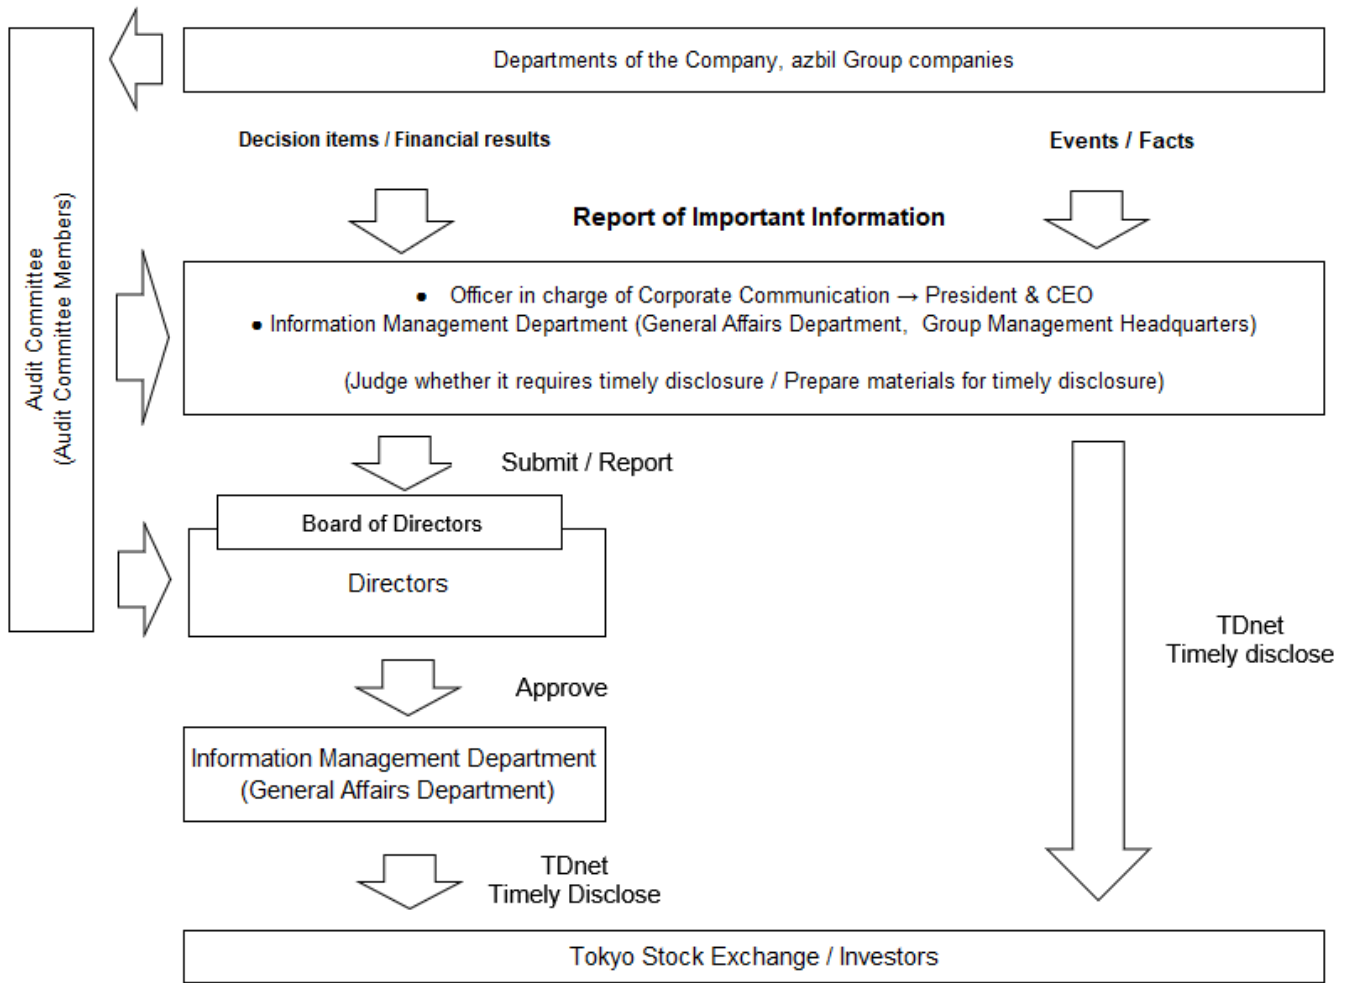 Departments of the Company, azbil Group companies
Decision items / Financial results
Events / Facts
Report of Important Information
Audit Committee
(Audit Committee Members)
● Officer in charge of Corporate Communication → President & CEO
● Information Management Department (General Affairs Department, Group Management Headquarters)
(Judge whether it requires timely disclosure / Prepare materials for timely disclosure)
Submit / Report
Board of Directors
Directors
TDnet
Timely disclose
Approve
Information Management Department
(General Affairs Department)
TDnet
Timely Disclose
Tokyo Stock Exchange / Investors